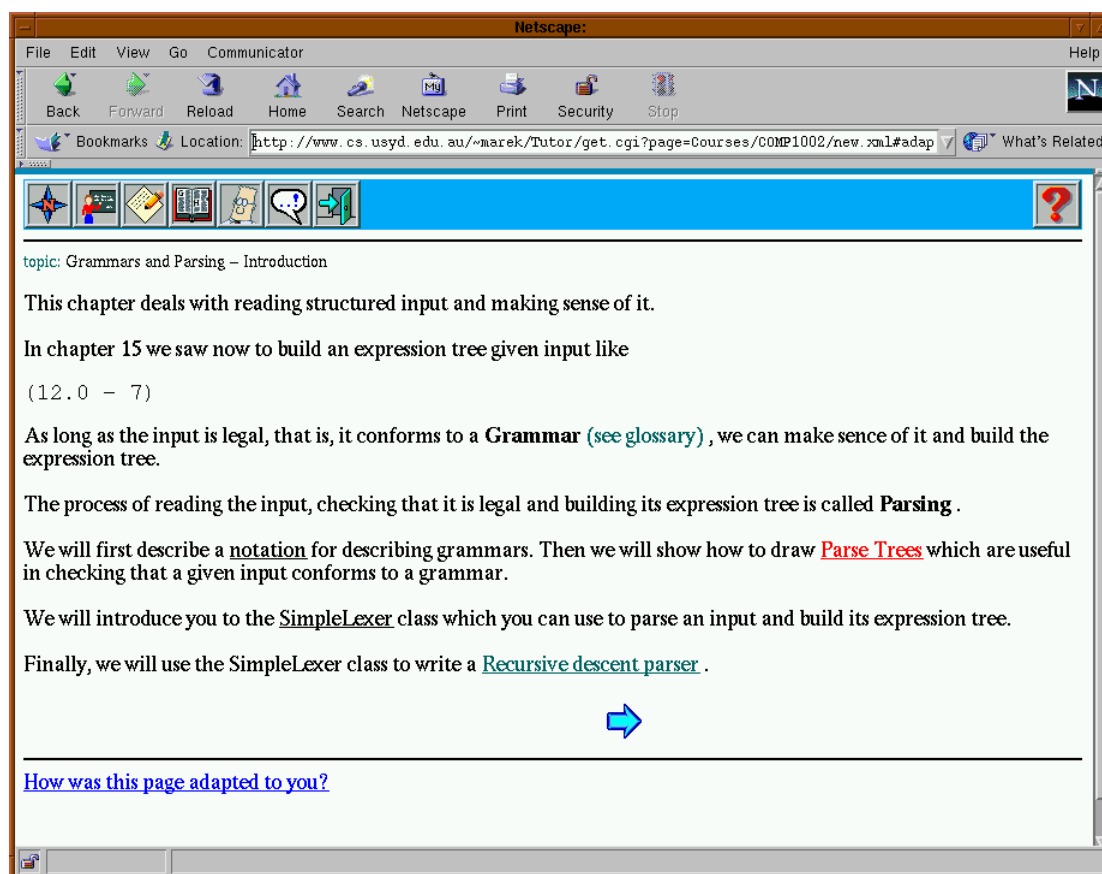 Netscape:
File Edit View Go Communicator Help
Back Forward Reload Home Search Netscape Print Security Stop
My
N
Bookmarks Location: http://www.cs.usyd.edu.au/~marek/Tutor/get.cgi?page=Courses/COMP1002/new.xml#adap What's Related
N
?
topic: Grammars and Parsing – Introduction
This chapter deals with reading structured input and making sense of it.
In chapter 15 we saw now to build an expression tree given input like
(12.0 - 7)
As long as the input is legal, that is, it conforms to a Grammar (see glossary) , we can make sence of it and build the
expression tree.
The process of reading the input, checking that it is legal and building its expression tree is called Parsing .
We will first describe a notation for describing grammars. Then we will show how to draw Parse Trees which are useful
in checking that a given input conforms to a grammar.
We will introduce you to the SimpleLexer class which you can use to parse an input and build its expression tree.
Finally, we will use the SimpleLexer class to write a Recursive descent parser .
How was this page adapted to you?